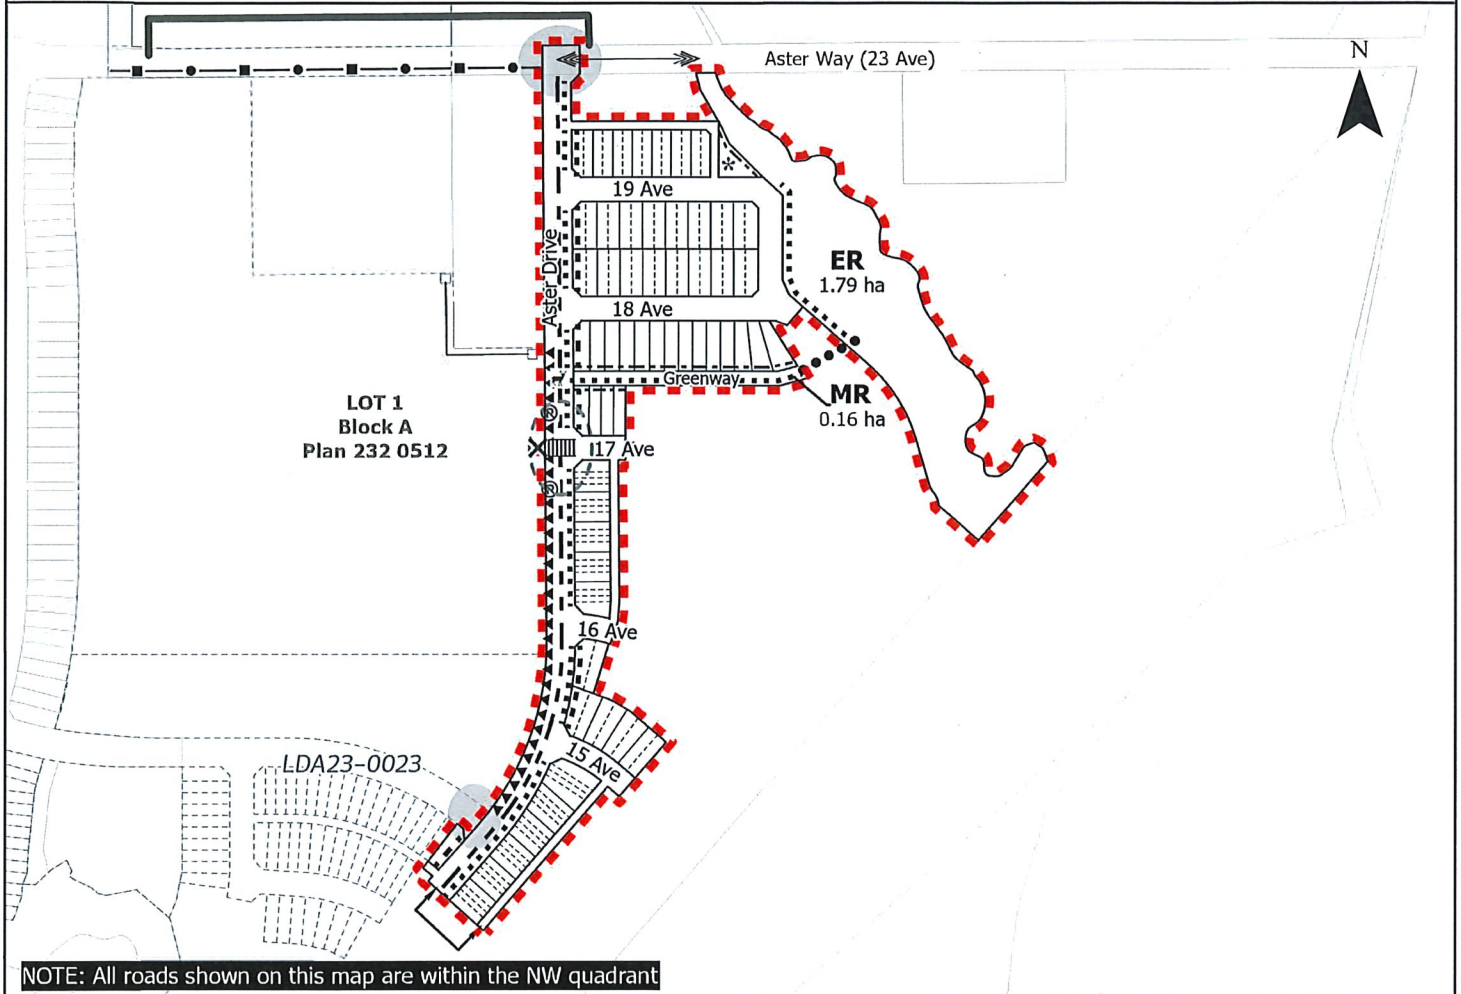 Aster Way (23 Ave)
N
*
19 Ave
Aster Drive
ER
1.79 ha
18 Ave
Greenway
MR
0.16 ha
LOT 1
Block A
Plan 232 0512
17 Ave
16 Ave
15 Ave
LDA23-0023
NOTE: All roads shown on this map are within the NW quadrant